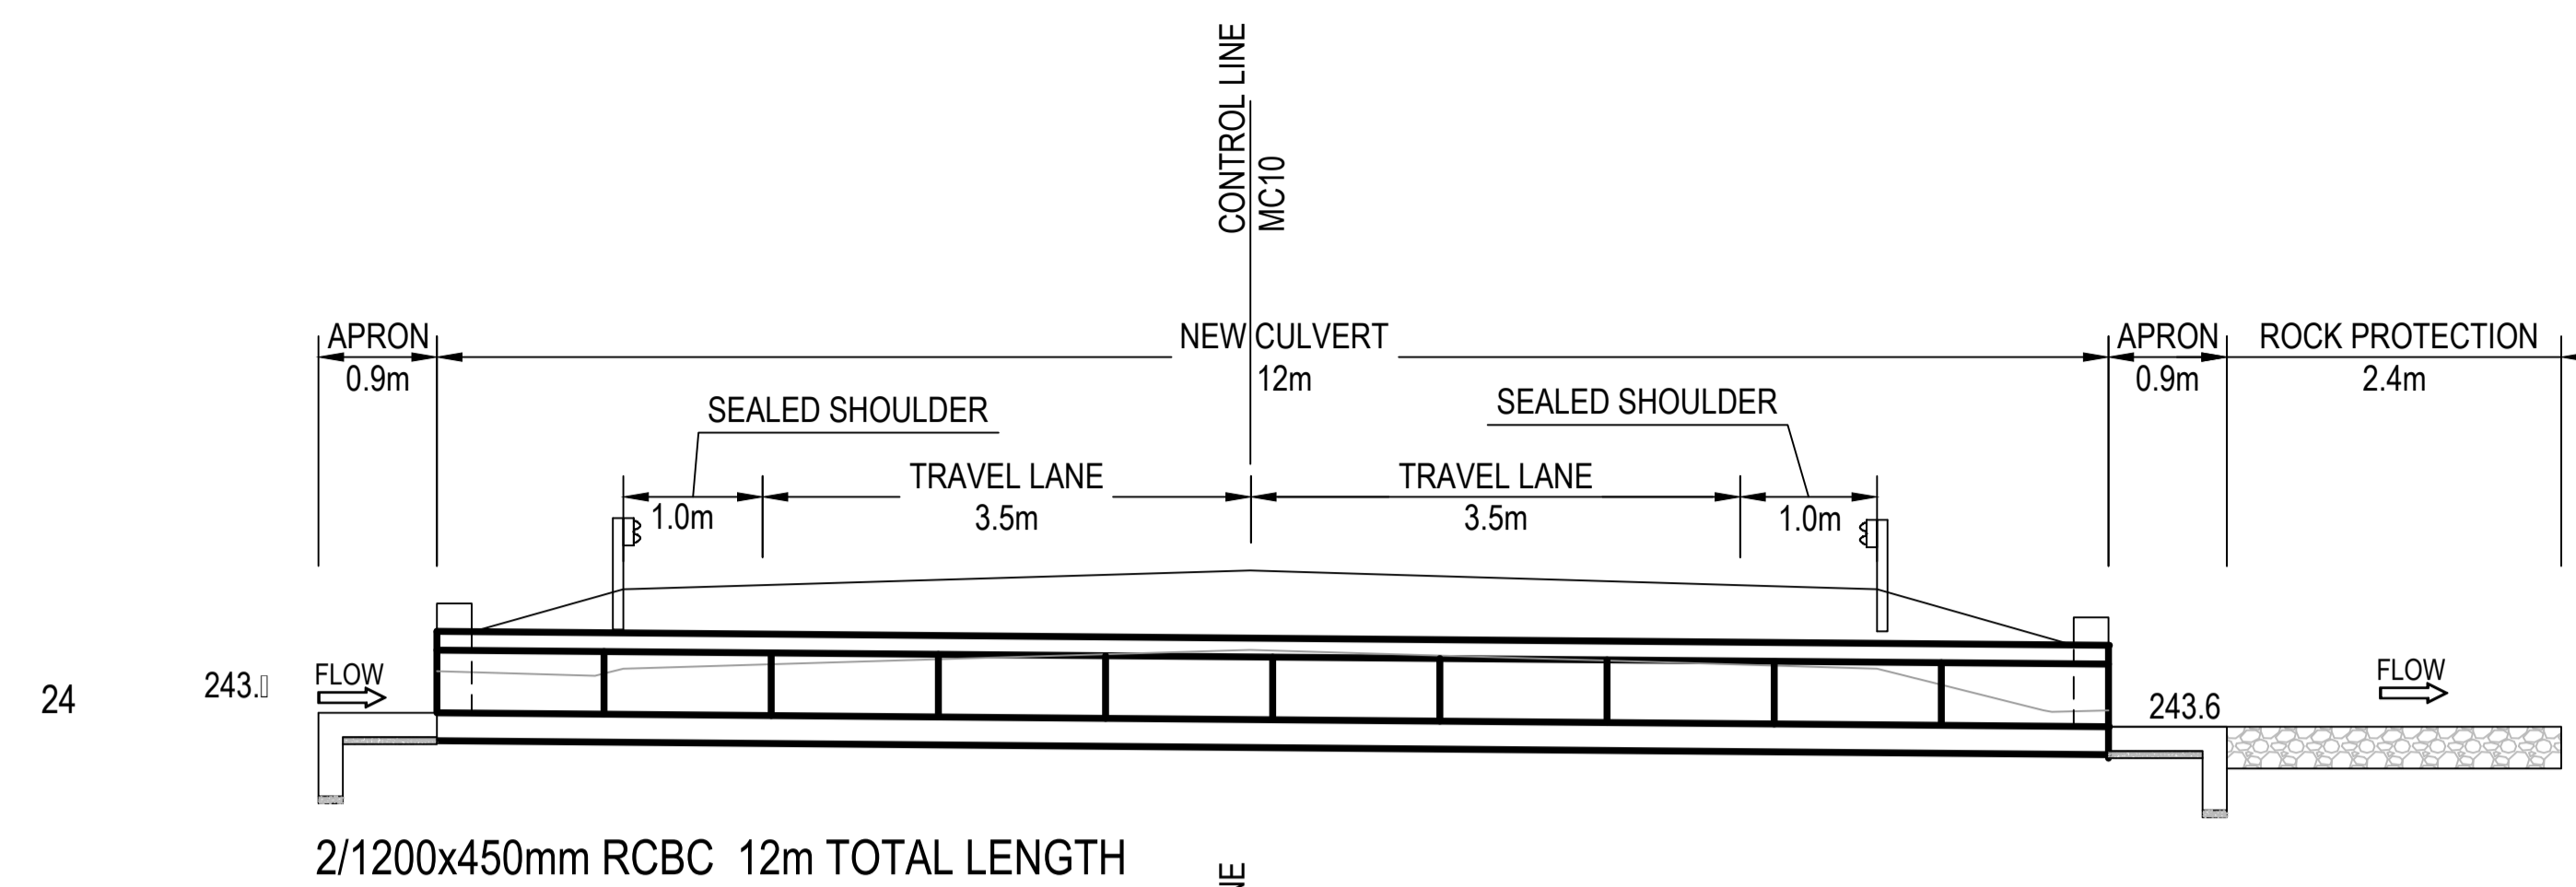 CONTROL LINE
MC10
APRON
0.9m
NEW CULVERT
12m
APRON
0.9m
ROCK PROTECTION
2.4m
SEALED SHOULDER
SEALED SHOULDER
TRAVEL LANE
TRAVEL LANE
1.0m
3.5m
3.5m
1.0m
24
243.
FLOW
FLOW
243.6
2/1200x450mm RCBC 12m TOTAL LENGTH